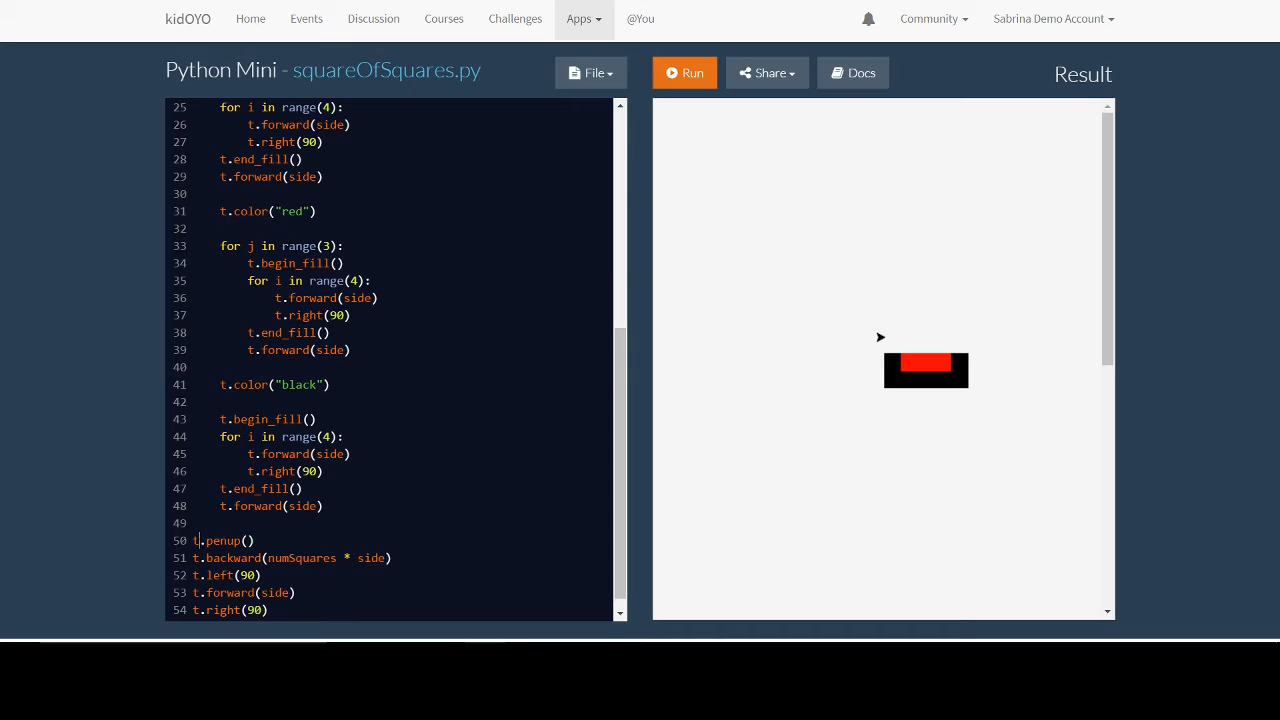 kidOYO Home Events Discussion Courses Challenges Apps @You Community Sabrina Demo Account
Python Mini - squareOfSquares.py File Run Share Docs Result
25 for i in range(4):
26 t.forward(side)
27 t.right(90)
28 t.end_fill()
29 t.forward(side)
30
31 t.color("red")
32
33 for j in range(3):
34 t.begin_fill()
35 for i in range(4):
36 t.forward(side)
37 t.right(90)
38 t.end_fill()
39 t.forward(side)
40
41 t.color("black")
42
43 t.begin_fill()
44 for i in range(4):
45 t.forward(side)
46 t.right(90)
47 t.end_fill()
48 t.forward(side)
49
50 t.penup()
51 t.backward(numSquares * side)
52 t.left(90)
53 t.forward(side)
54 t.right(90)